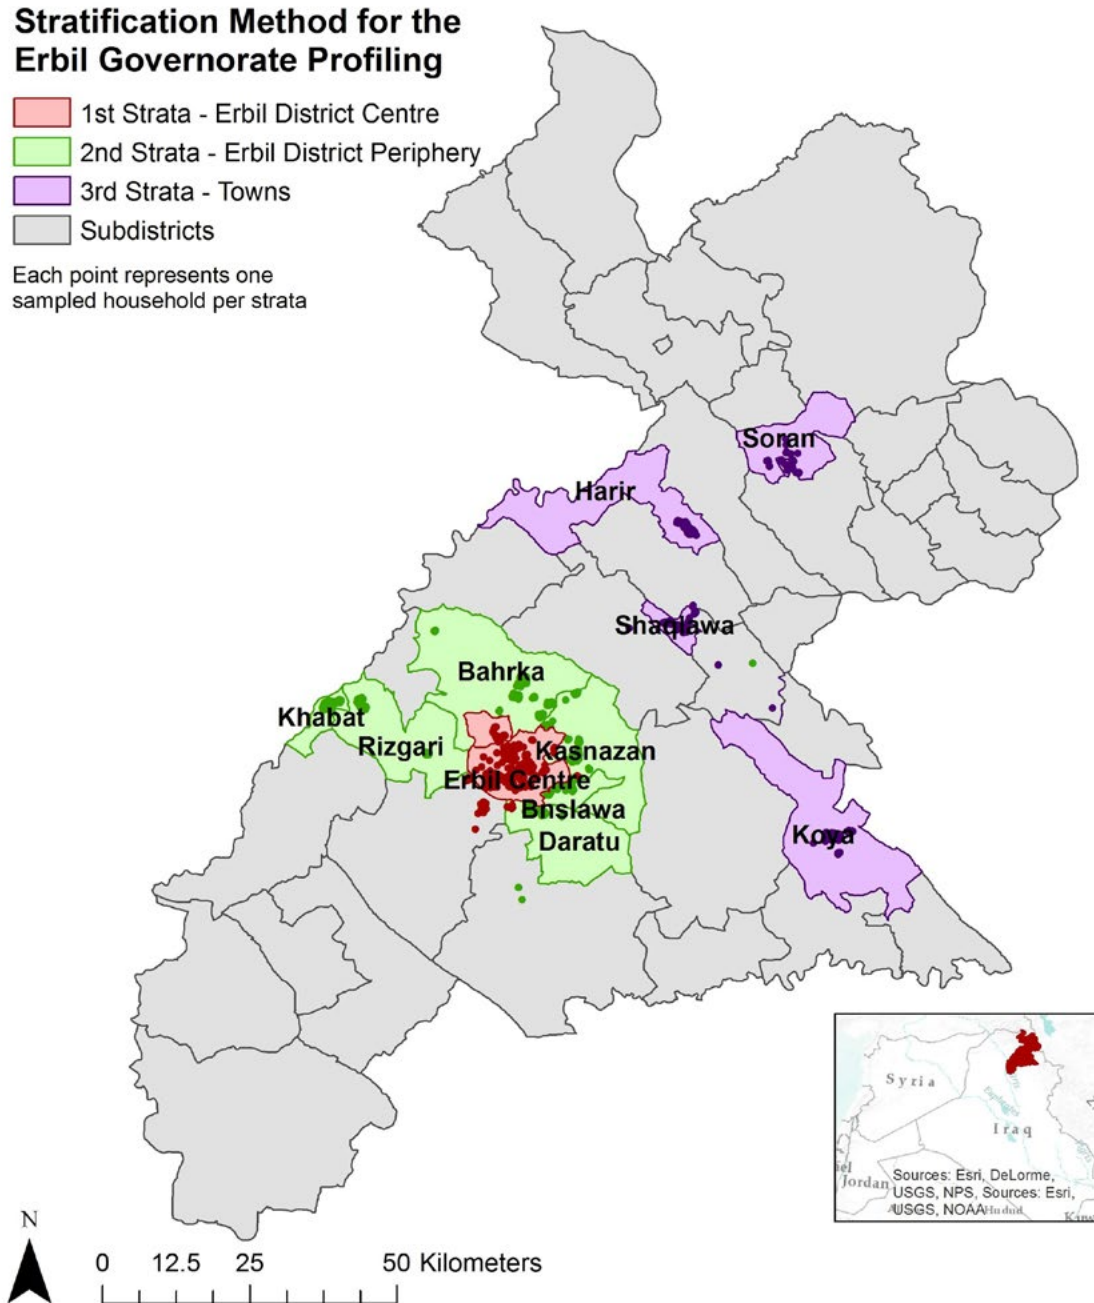 Stratification Method for the
Erbil Governorate Profiling
1st Strata - Erbil District Centre
2nd Strata - Erbil District Periphery
3rd Strata - Towns
Subdistricts
Each point represents one
sampled household per strata
Soran
Harir
Shaqlawa
Bahrka
Khabat
Rizgari
Kasnazan
Erbil Centre
Bnslawa
Daratu
Koya
Syria
Euphrates
Iraq
Jordan
Sources: Esri, DeLorme,
USGS, NPS, Sources: Esri,
USGS, NOAA
N
0 12.5 25 50 Kilometers